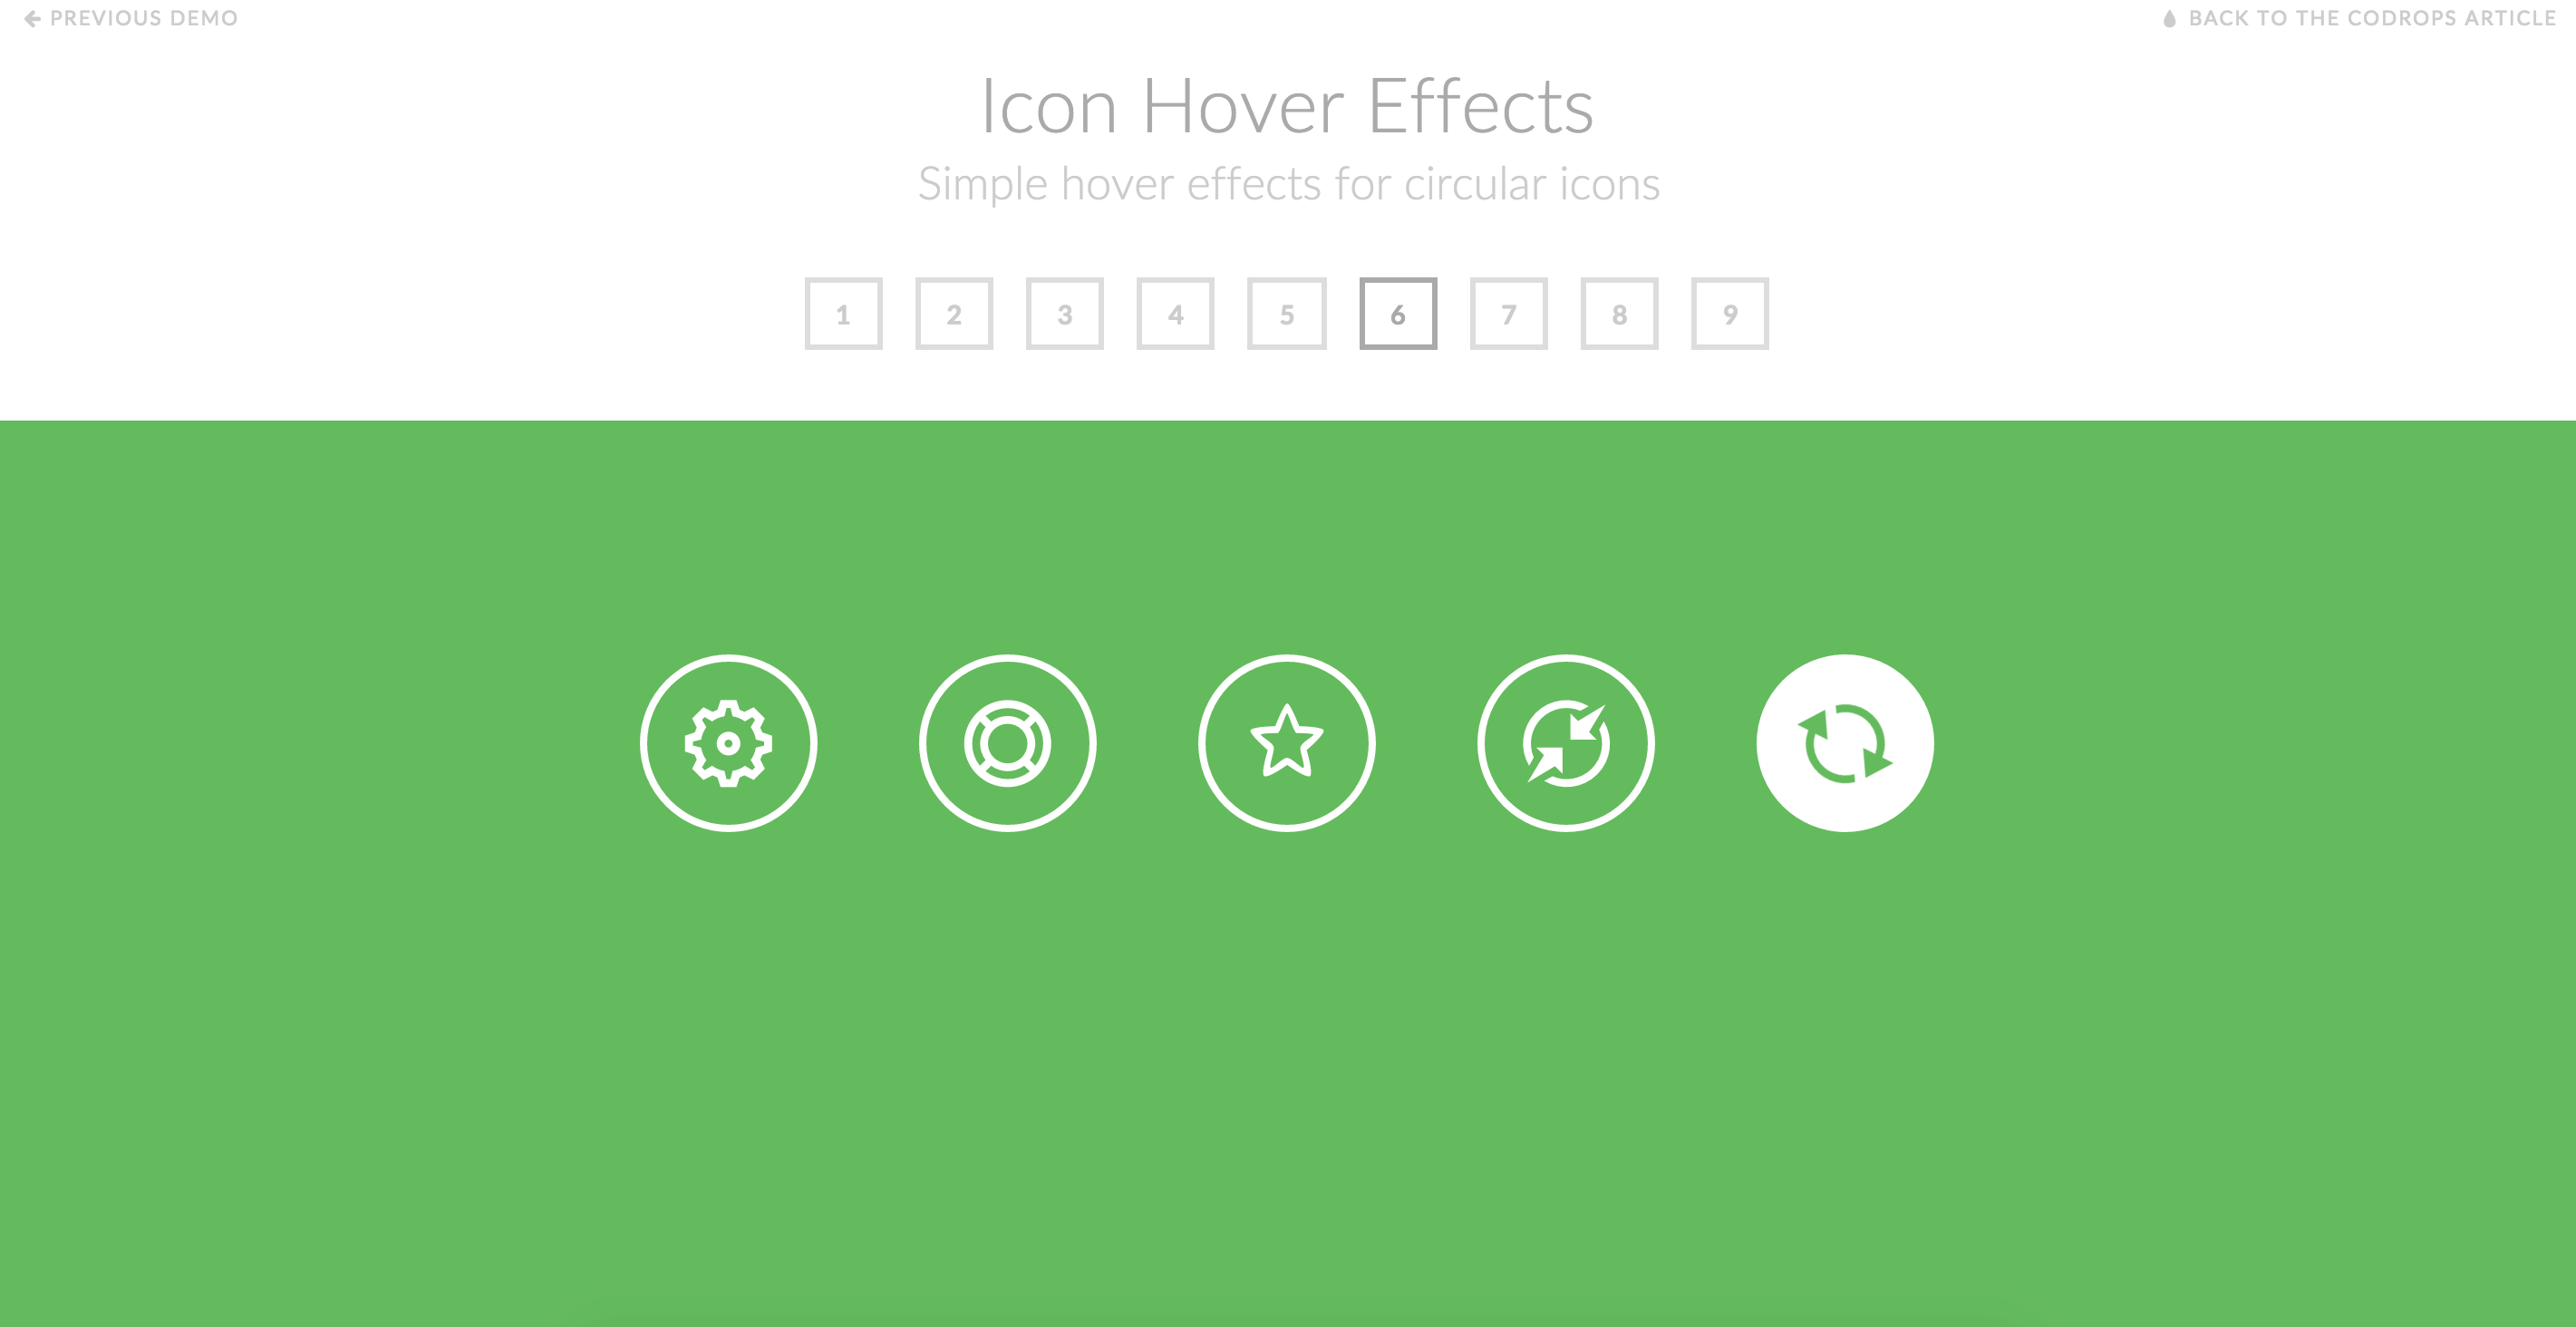 PREVIOUS DEMO
BACK TO THE CODROPS ARTICLE
Icon Hover Effects
Simple hover effects for circular icons
1 2 3 4 5 6 7 8 9